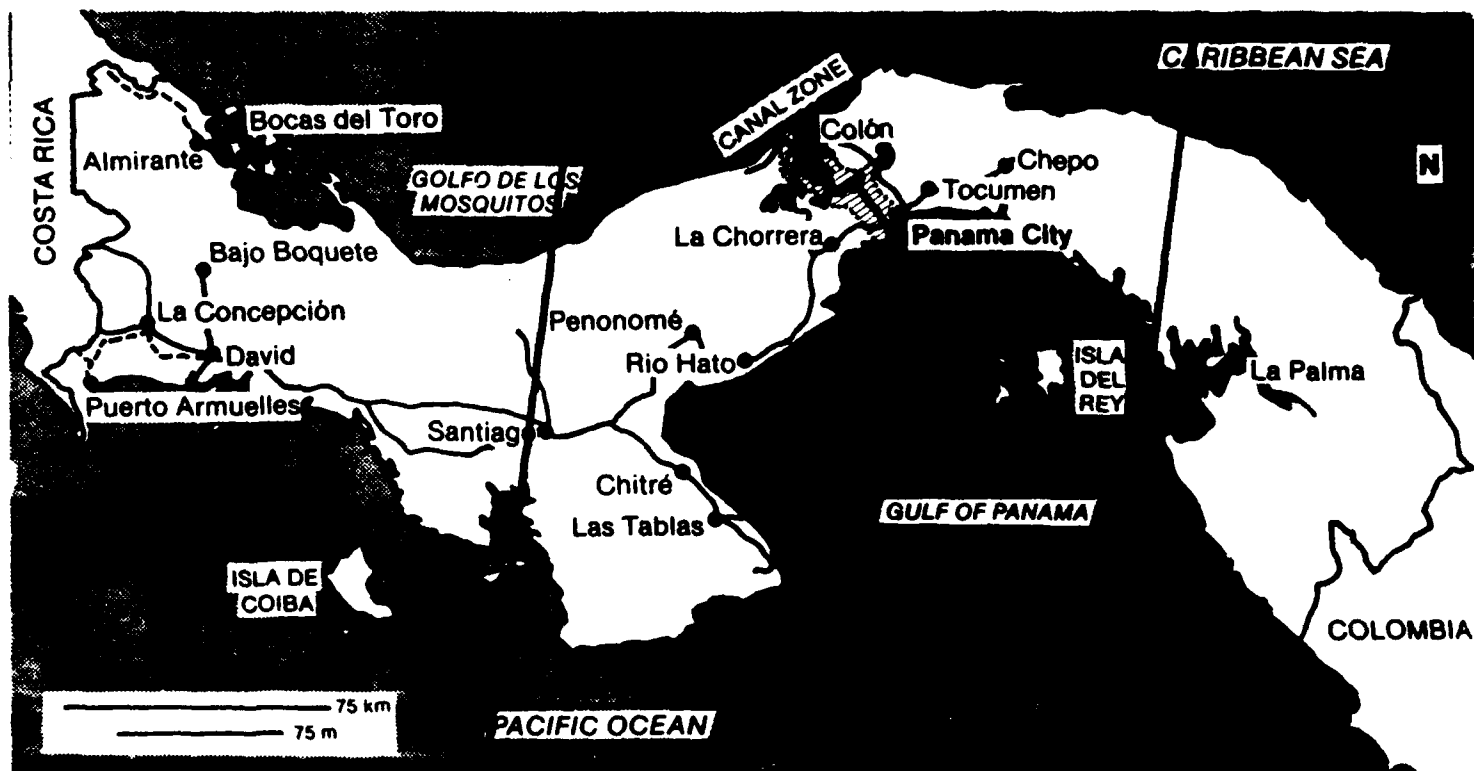 CARIBBEAN SEA
CANAL ZONE
COSTA RICA
Bocas del Toro
Colón
Almirante
Chepo
N
GOLFO DE LOS
MOSQUITOS
Tocumen
La Chorrera
Panama City
Bajo Boquete
La Concepción
Penonomé
David
Rio Hato
ISLA
DEL
REY
La Palma
Puerto Armuelles
Santiag
Chitré
Las Tablas
GULF OF PANAMA
ISLA DE
COIBA
COLOMBIA
75 km
75 m
PACIFIC OCEAN